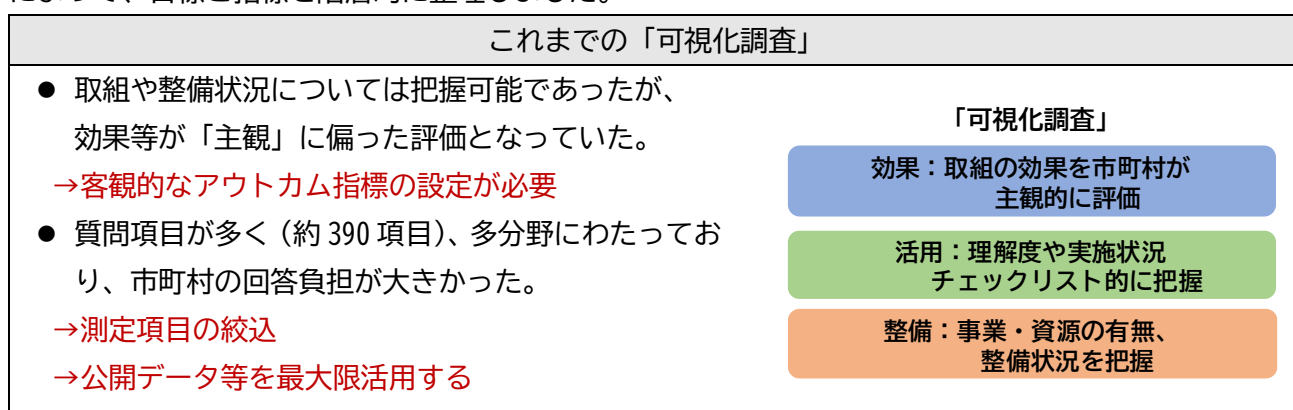 これまでの「可視化調査」
● 取組や整備状況については把握可能であったが、
効果等が「主観」に偏った評価となっていた。
→客観的なアウトカム指標の設定が必要
● 質問項目が多く（約 390 項目）、多分野にわたってお
り、市町村の回答負担が大きかった。
→測定項目の絞込
→公開データ等を最大限活用する
「可視化調査」
効果：取組の効果を市町村が
主観的に評価
活用：理解度や実施状況
チェックリスト的に把握
整備：事業・資源の有無、
整備状況を把握